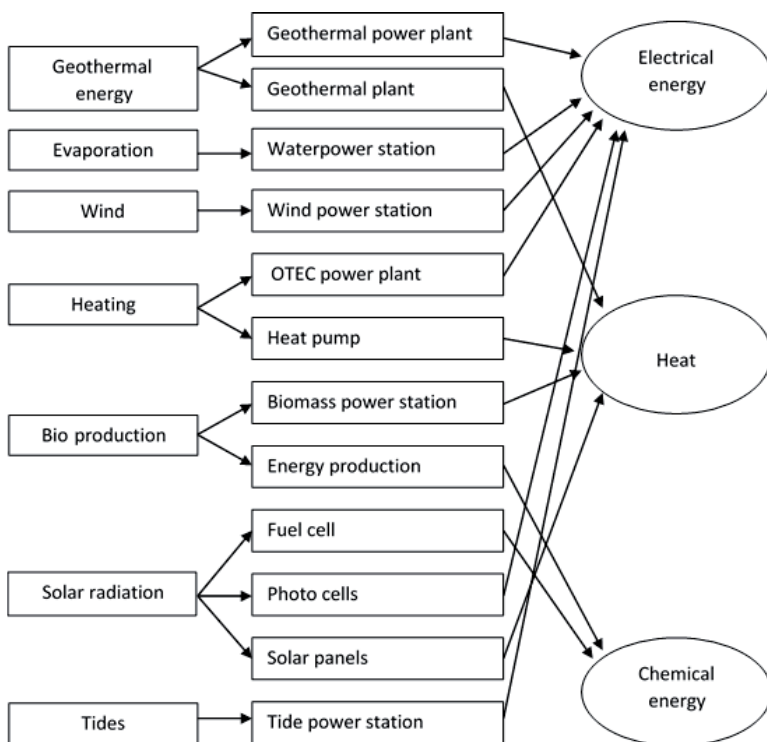 Geothermal
energy
Evaporation
Wind
Heating
Bio production
Solar radiation
Tides
Geothermal power plant
Geothermal plant
Waterpower station
Wind power station
OTEC power plant
Heat pump
Biomass power station
Energy production
Fuel cell
Photo cells
Solar panels
Tide power station
Electrical
energy
Heat
Chemical
energy